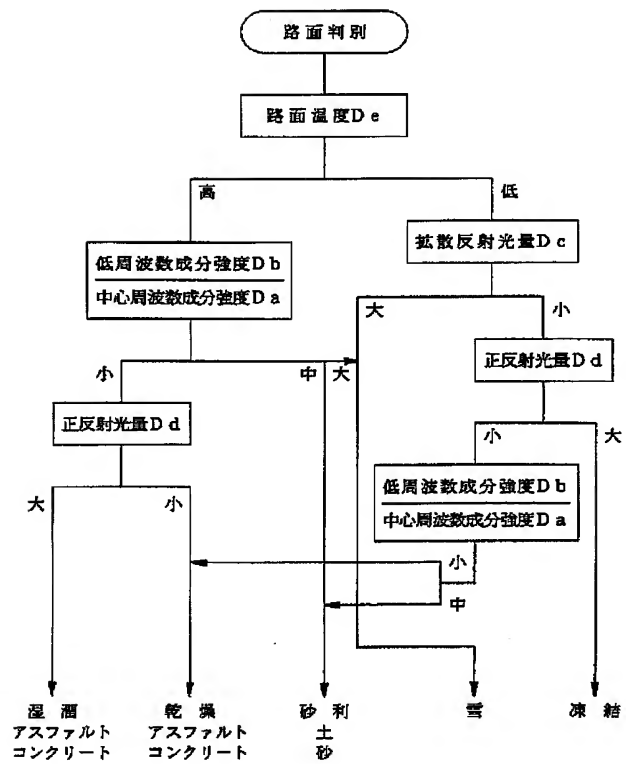 路面判別
路面温度De
高
低
低周波数成分強度Db
中心周波数成分強度Da
拡散反射光量Dc
大
小
小
中
大
正反射光量Dd
正反射光量Dd
小
大
大
小
低周波数成分強度Db
中心周波数成分強度Da
小
中
湿潤
アスファルト
コンクリート
乾燥
アスファルト
コンクリート
砂利
土
砂
雪
凍結